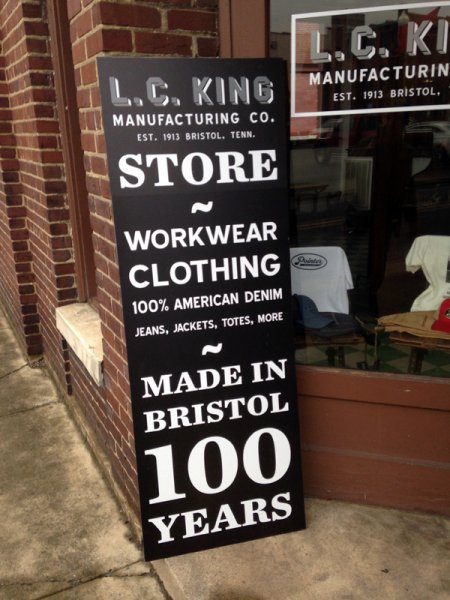 L.C. KING
MANUFACTURING CO.
EST. 1913 BRISTOL, TENN.
STORE
~
WORKWEAR
CLOTHING
100% AMERICAN DENIM
JEANS, JACKETS, TOTES, MORE
~
MADE IN
BRISTOL
100
YEARS
L.C. KI
MANUFACTURIN
EST. 1913 BRISTOL,
Pointer